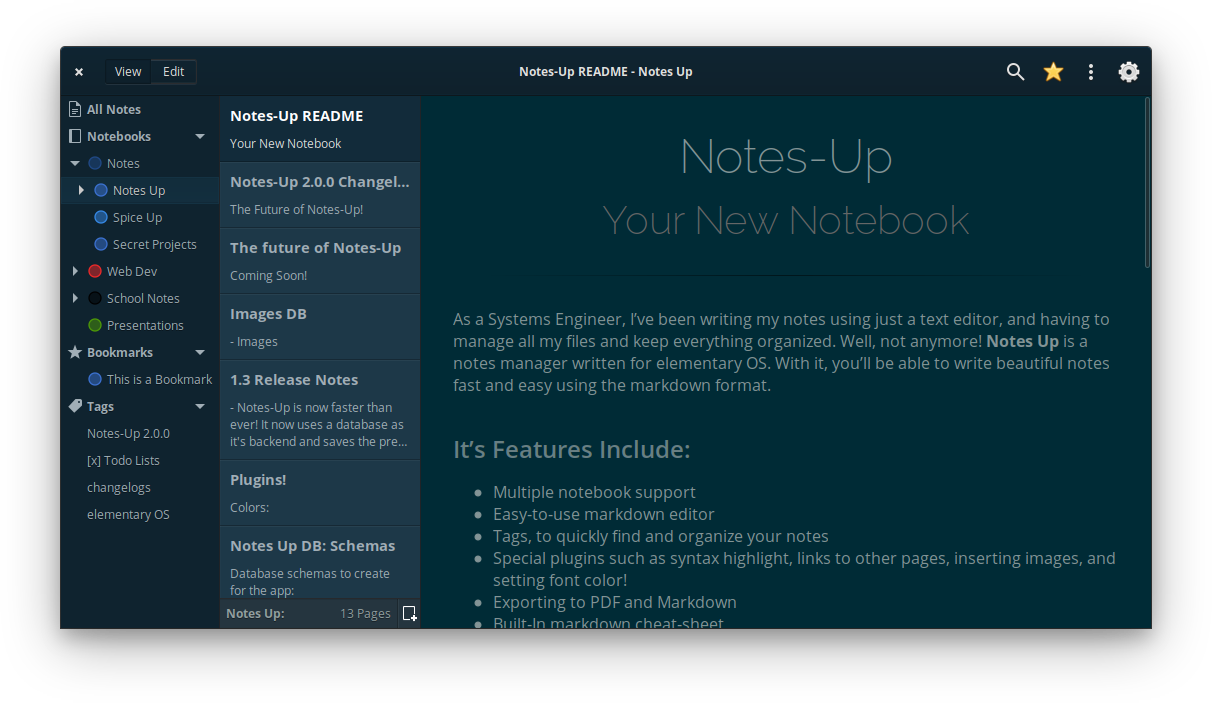 View Edit
Notes-Up README - Notes Up
All Notes
Notebooks
Notes
Notes Up
Spice Up
Secret Projects
Web Dev
School Notes
Presentations
Bookmarks
This is a Bookmark
Tags
Notes-Up 2.0.0
[x] Todo Lists
changelogs
elementary OS
Notes-Up README
Your New Notebook
Notes-Up 2.0.0 Changel...
The Future of Notes-Up!
The future of Notes-Up
Coming Soon!
Images DB
- Images
1.3 Release Notes
- Notes-Up is now faster than
ever! It now uses a database as
it's backend and saves the pre...
Plugins!
Colors:
Notes Up DB: Schemas
Database schemas to create
for the app:
Notes Up: 13 Pages
Notes-Up
Your New Notebook
As a Systems Engineer, I’ve been writing my notes using just a text editor, and having to
manage all my files and keep everything organized. Well, not anymore! Notes Up is a
notes manager written for elementary OS. With it, you’ll be able to write beautiful notes
fast and easy using the markdown format.
It’s Features Include:
Multiple notebook support
Easy-to-use markdown editor
Tags, to quickly find and organize your notes
Special plugins such as syntax highlight, links to other pages, inserting images, and
setting font color!
Exporting to PDF and Markdown
Built-In markdown cheat-sheet